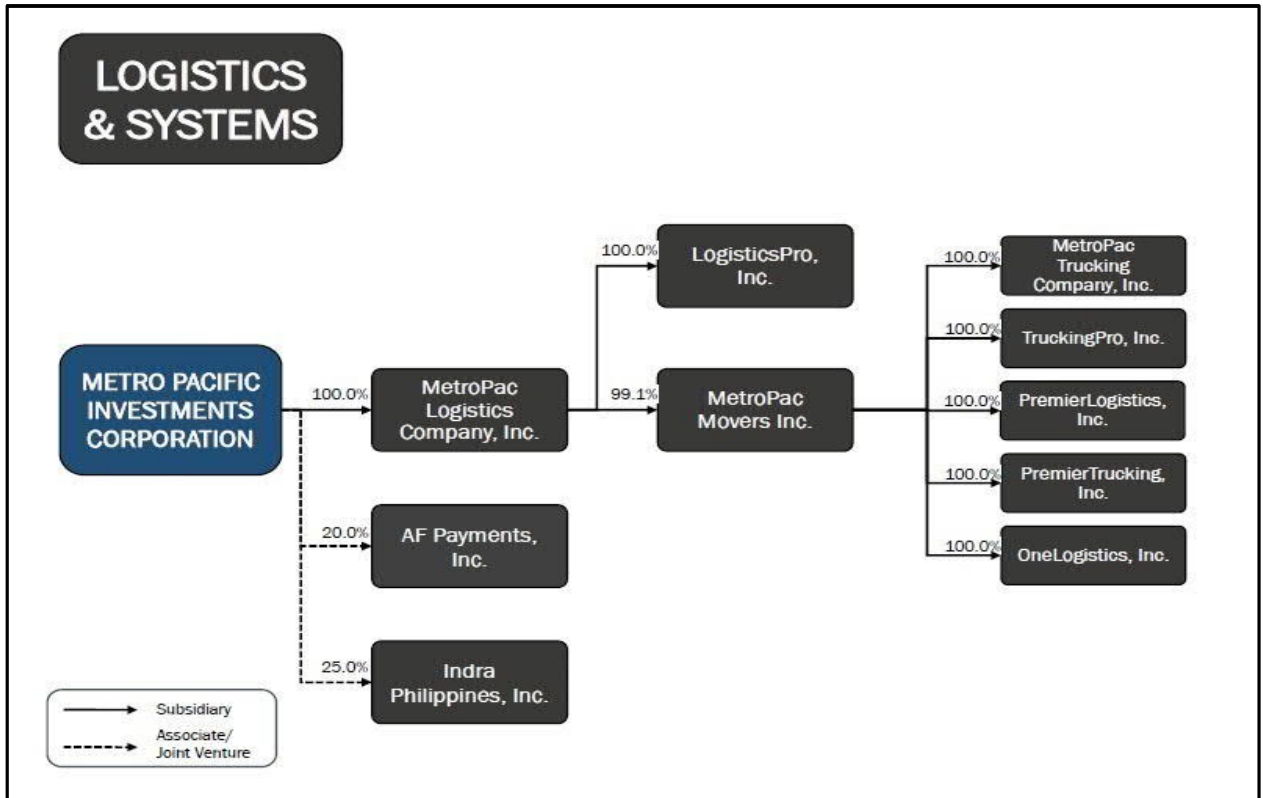 LOGISTICS
& SYSTEMS
METRO PACIFIC
INVESTMENTS
CORPORATION
100.0%
MetroPac
Logistics
Company, Inc.
20.0%
AF Payments,
Inc.
25.0%
Indra
Philippines, Inc.
100.0%
LogisticsPro,
Inc.
99.1%
MetroPac
Movers Inc.
100.0%
MetroPac
Trucking
Company, Inc.
100.0%
TruckingPro, Inc.
100.0%
PremierLogistics,
Inc.
100.0%
PremierTrucking,
Inc.
100.0%
OneLogistics, Inc.
Subsidiary
Associate/
Joint Venture